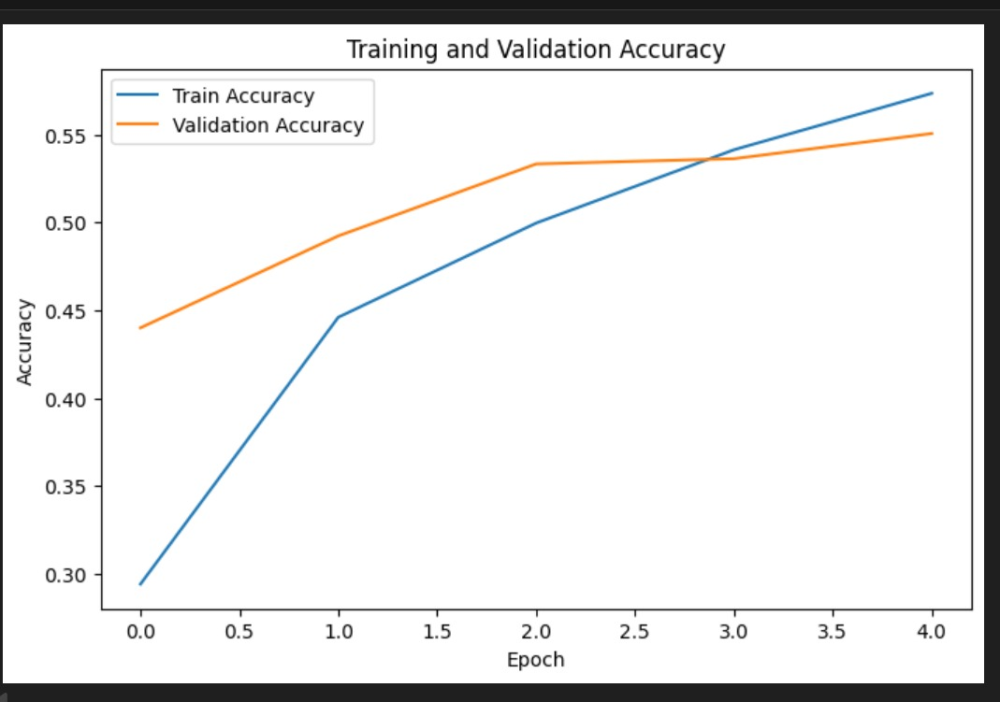 Training and Validation Accuracy
Train Accuracy
Validation Accuracy
0.55
0.50
0.45
0.40
0.35
0.30
Accuracy
0.0 0.5 1.0 1.5 2.0 2.5 3.0 3.5 4.0
Epoch